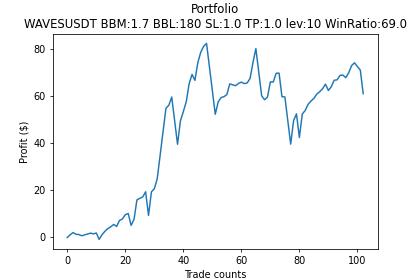 Portfolio
WAVESUSDT BBM:1.7 BBL:180 SL:1.0 TP:1.0 lev:10 WinRatio:69.0
80
60
40
20
0
Profit ($)
0 20 40 60 80 100
Trade counts